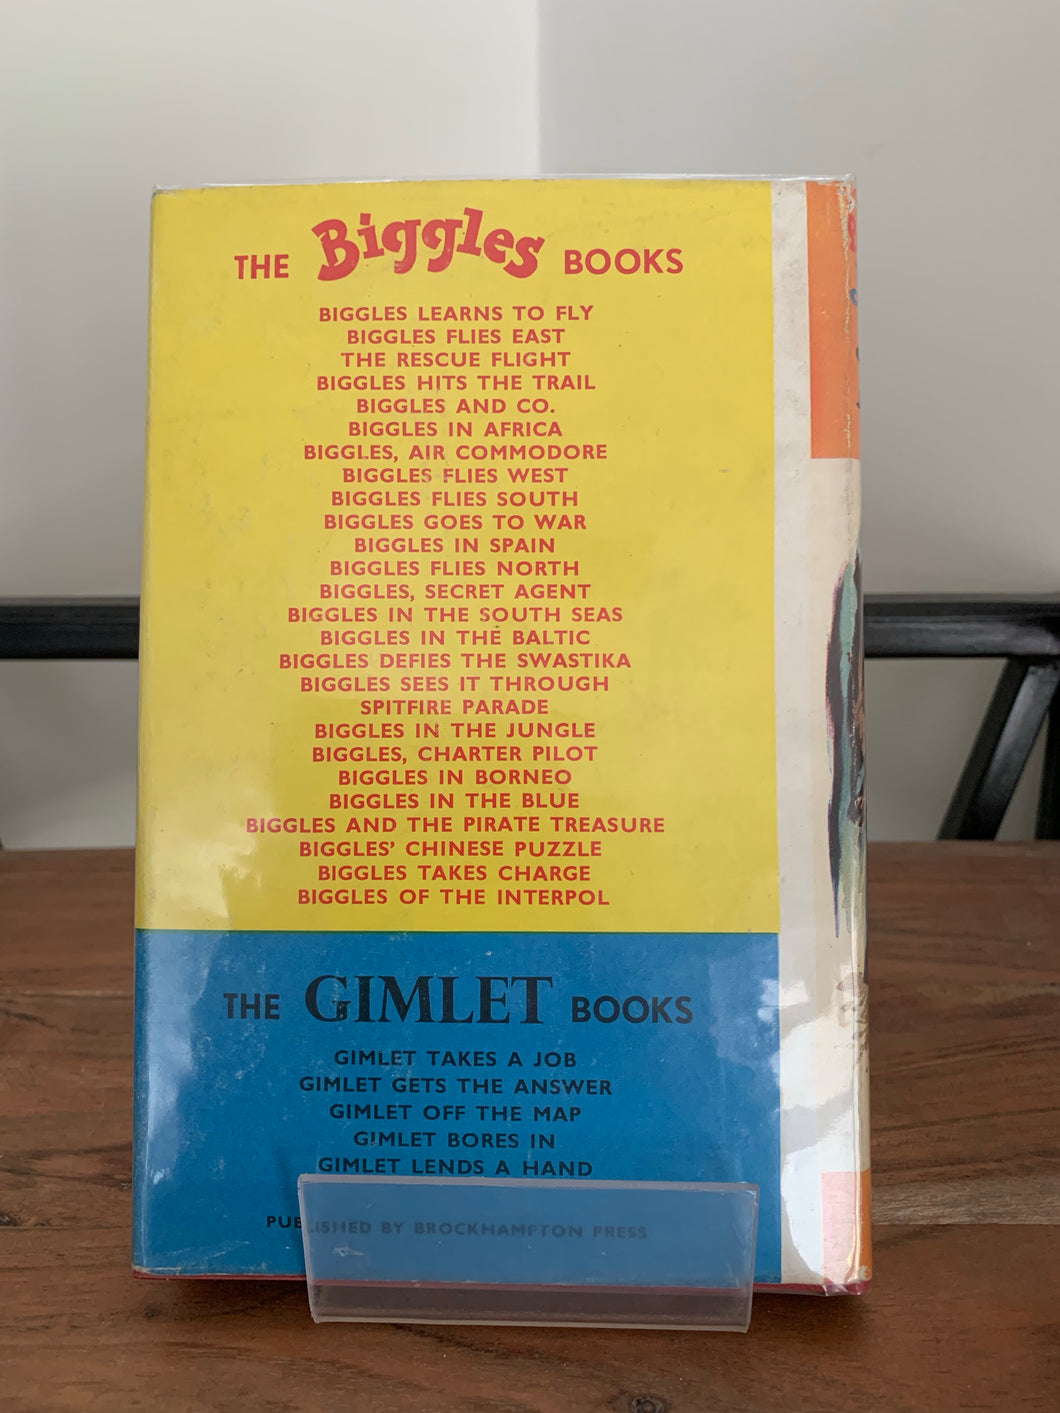 THE Biggles BOOKS
BIGGLES LEARNS TO FLY
BIGGLES FLIES EAST
THE RESCUE FLIGHT
BIGGLES HITS THE TRAIL
BIGGLES AND CO.
BIGGLES IN AFRICA
BIGGLES, AIR COMMODORE
BIGGLES FLIES WEST
BIGGLES FLIES SOUTH
BIGGLES GOES TO WAR
BIGGLES IN SPAIN
BIGGLES FLIES NORTH
BIGGLES, SECRET AGENT
BIGGLES IN THE SOUTH SEAS
BIGGLES IN THE BALTIC
BIGGLES DEFIES THE SWASTIKA
BIGGLES SEES IT THROUGH
SPITFIRE PARADE
BIGGLES IN THE JUNGLE
BIGGLES, CHARTER PILOT
BIGGLES IN BORNEO
BIGGLES IN THE BLUE
BIGGLES AND THE PIRATE TREASURE
BIGGLES' CHINESE PUZZLE
BIGGLES TAKES CHARGE
BIGGLES OF THE INTERPOL
THE GIMLET BOOKS
GIMLET TAKES A JOB
GIMLET GETS THE ANSWER
GIMLET OFF THE MAP
GIMLET BORES IN
GIMLET LENDS A HAND
PUBLISHED BY BROCKHAMPTON PRESS